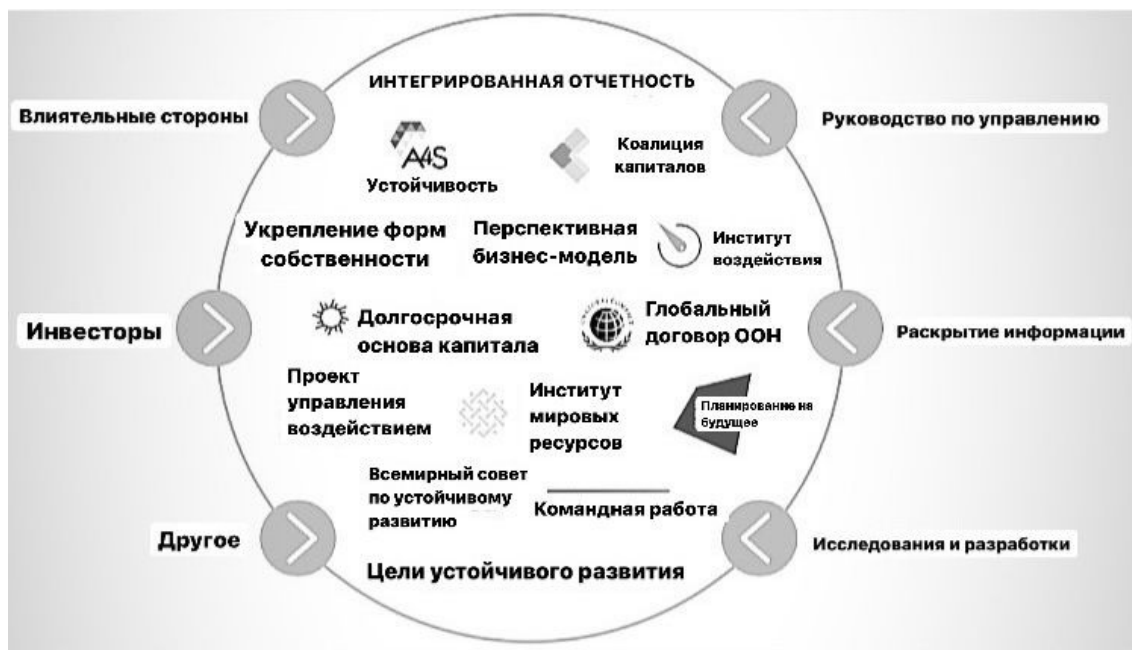 ИНТЕГРИРОВАННАЯ ОТЧЕТНОСТЬ
Влиятельные стороны
Руководство по управлению
A4S
Устойчивость
Коалиция
капиталов
Укрепление форм
собственности
Перспективная
бизнес-модель
Институт
воздействия
Инвесторы
Долгосрочная
основа капитала
Глобальный
договор ООН
Раскрытие информации
Проект
управления
воздействием
Институт
мировых
ресурсов
Планирование на
будущее
Всемирный совет
по устойчивому
развитию
Командная работа
Другое
Исследования и разработки
Цели устойчивого развития